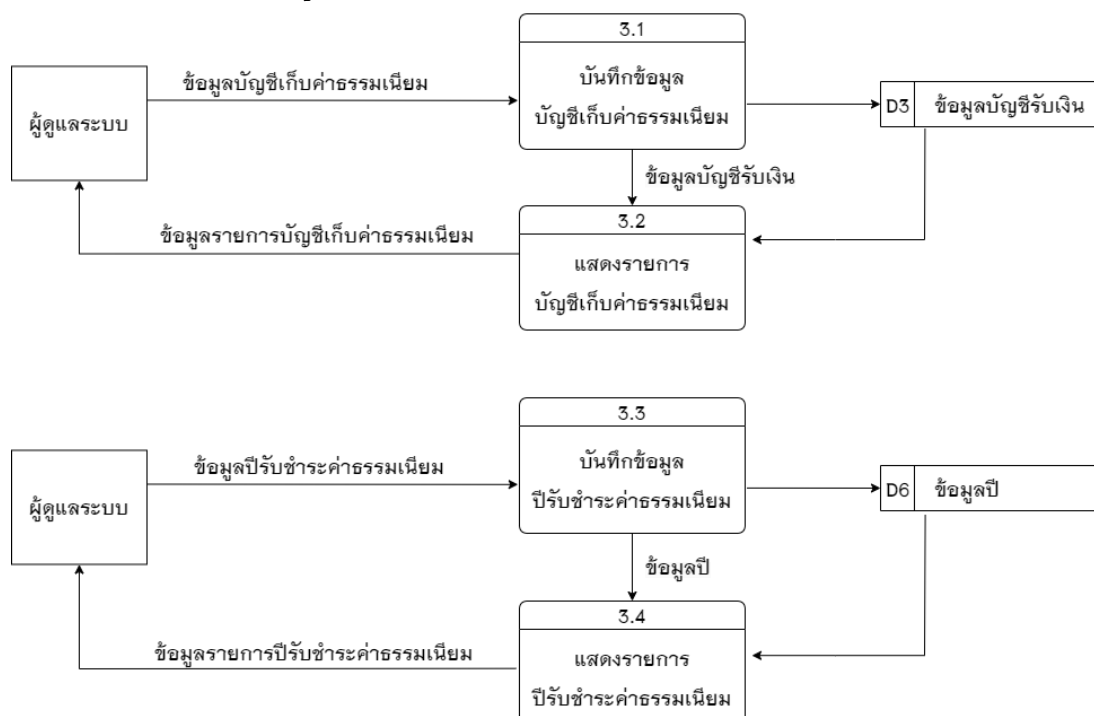 3.1
ข้อมูลบัญชีเก็บค่าธรรมเนียม
บันทึกข้อมูล
บัญชีเก็บค่าธรรมเนียม
ผู้ดูแลระบบ
D3 ข้อมูลบัญชีรับเงิน
ข้อมูลบัญชีรับเงิน
3.2
ข้อมูลรายการบัญชีเก็บค่าธรรมเนียม
แสดงรายการ
บัญชีเก็บค่าธรรมเนียม
3.3
ข้อมูลปีรับชำระค่าธรรมเนียม
บันทึกข้อมูล
ปีรับชำระค่าธรรมเนียม
ผู้ดูแลระบบ
D6 ข้อมูลปี
ข้อมูลปี
3.4
ข้อมูลรายการปีรับชำระค่าธรรมเนียม
แสดงรายการ
ปีรับชำระค่าธรรมเนียม